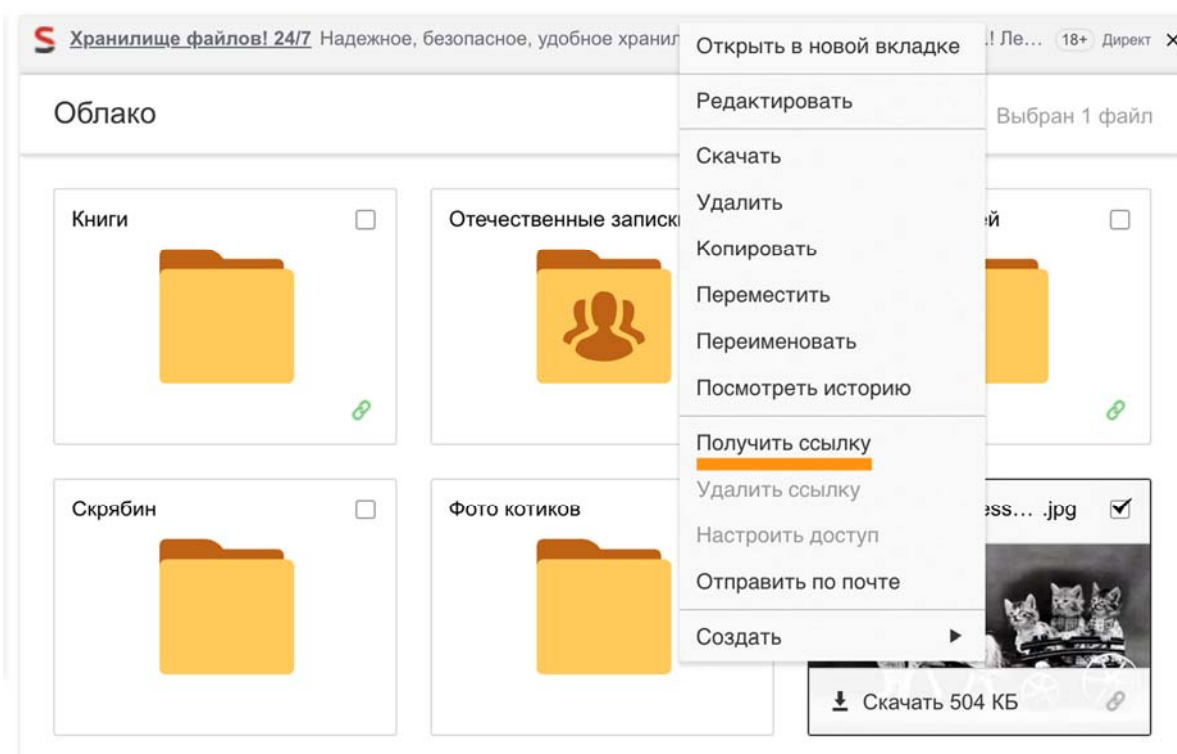 Хранилище файлов! 24/7 Надежное, безопасное, удобное .! Ле... 18+ Директ
Облако
Выбран 1 файл
Открыть в новой вкладке
Редактировать
Скачать
Удалить
Копировать
Переместить
Переименовать
Посмотреть историю
Получить ссылку
Удалить ссылку
Настроить доступ
Отправить по почте
Создать
Книги
Отечественные
ей
Скрябин
Фото котиков
ess... .jpg
Скачать 504 КБ